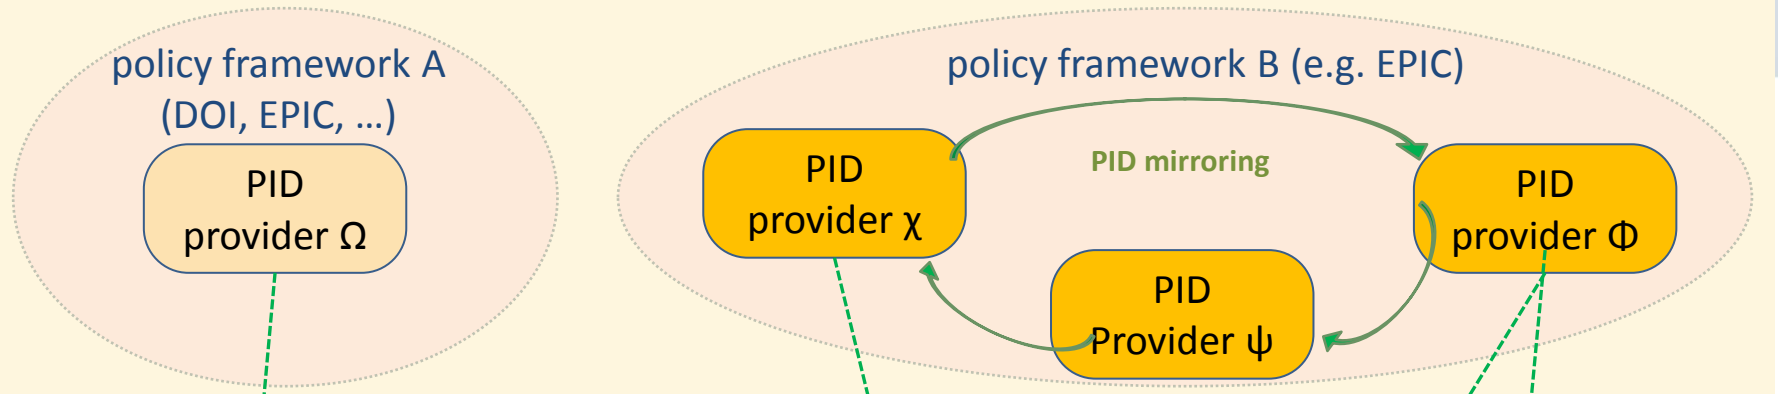 policy framework A
(DOI, EPIC, ...)
PID
provider Ω
policy framework B (e.g. EPIC)
PID
provider χ
PID mirroring
PID
provider Φ
PID
Provider ψ